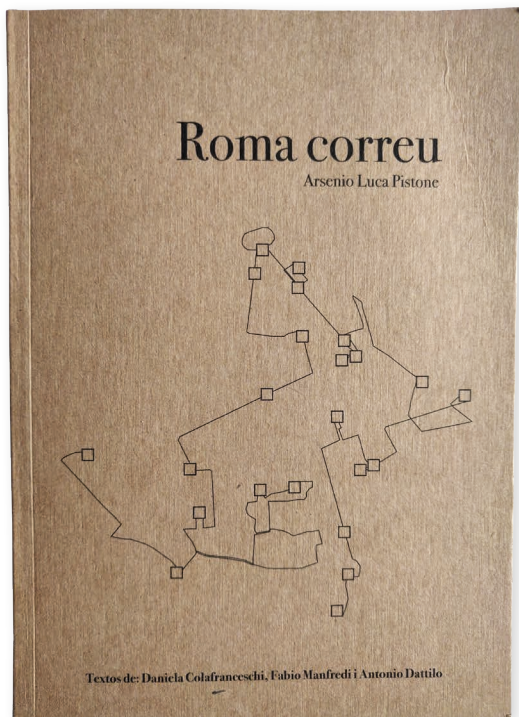 Roma correu
Arsenio Luca Pistone
Textos de: Daniela Colafranceschi, Fabio Manfredi i Antonio Dattilo